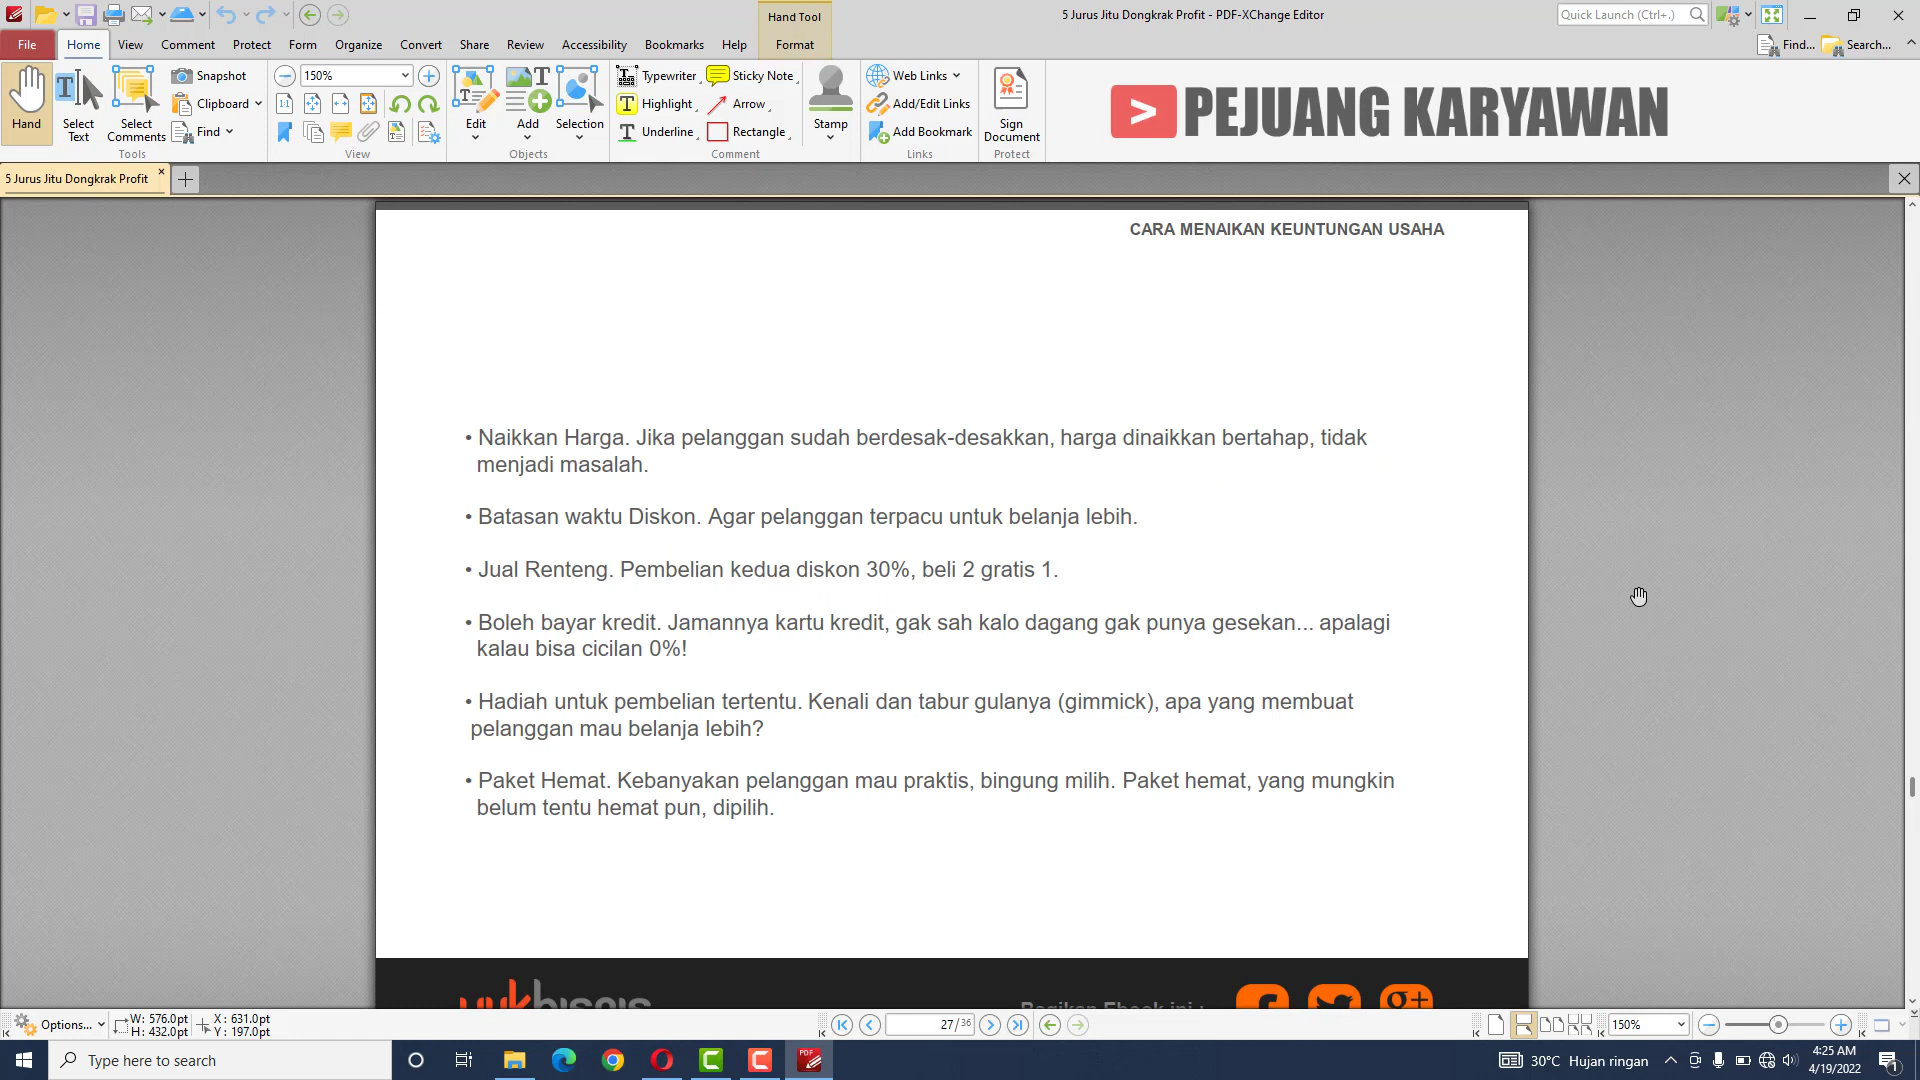 5 Jurus Jitu Dongkrak Profit - PDF-XChange Editor
Hand Tool
Quick Launch (Ctrl+.)
File Home View Comment Protect Form Organize Convert Share Review Accessibility Bookmarks Help Format
Find... Search...
Hand
Select Text
Select Comments
Snapshot
Clipboard
Find
Tools
150%
View
Edit
Add
Selection
Objects
Typewriter
Sticky Note
Highlight
Arrow
Underline
Rectangle
Comment
Stamp
Web Links
Add/Edit Links
Add Bookmark
Links
Sign Document
Protect
PEJUANG KARYAWAN
5 Jurus Jitu Dongkrak Profit
CARA MENAIKAN KEUNTUNGAN USAHA
• Naikkan Harga. Jika pelanggan sudah berdesak-desakkan, harga dinaikkan bertahap, tidak
menjadi masalah.
• Batasan waktu Diskon. Agar pelanggan terpacu untuk belanja lebih.
• Jual Renteng. Pembelian kedua diskon 30%, beli 2 gratis 1.
• Boleh bayar kredit. Jamannya kartu kredit, gak sah kalo dagang gak punya gesekan... apalagi
kalau bisa cicilan 0%!
• Hadiah untuk pembelian tertentu. Kenali dan tabur gulanya (gimmick), apa yang membuat
pelanggan mau belanja lebih?
• Paket Hemat. Kebanyakan pelanggan mau praktis, bingung milih. Paket hemat, yang mungkin
belum tentu hemat pun, dipilih.
Bagikan Ebook ini :
Options...
W: 576.0pt
H: 432.0pt
X: 631.0pt
Y: 197.0pt
27/36
150%
Type here to search
30°C Hujan ringan
4:25 AM
4/19/2022